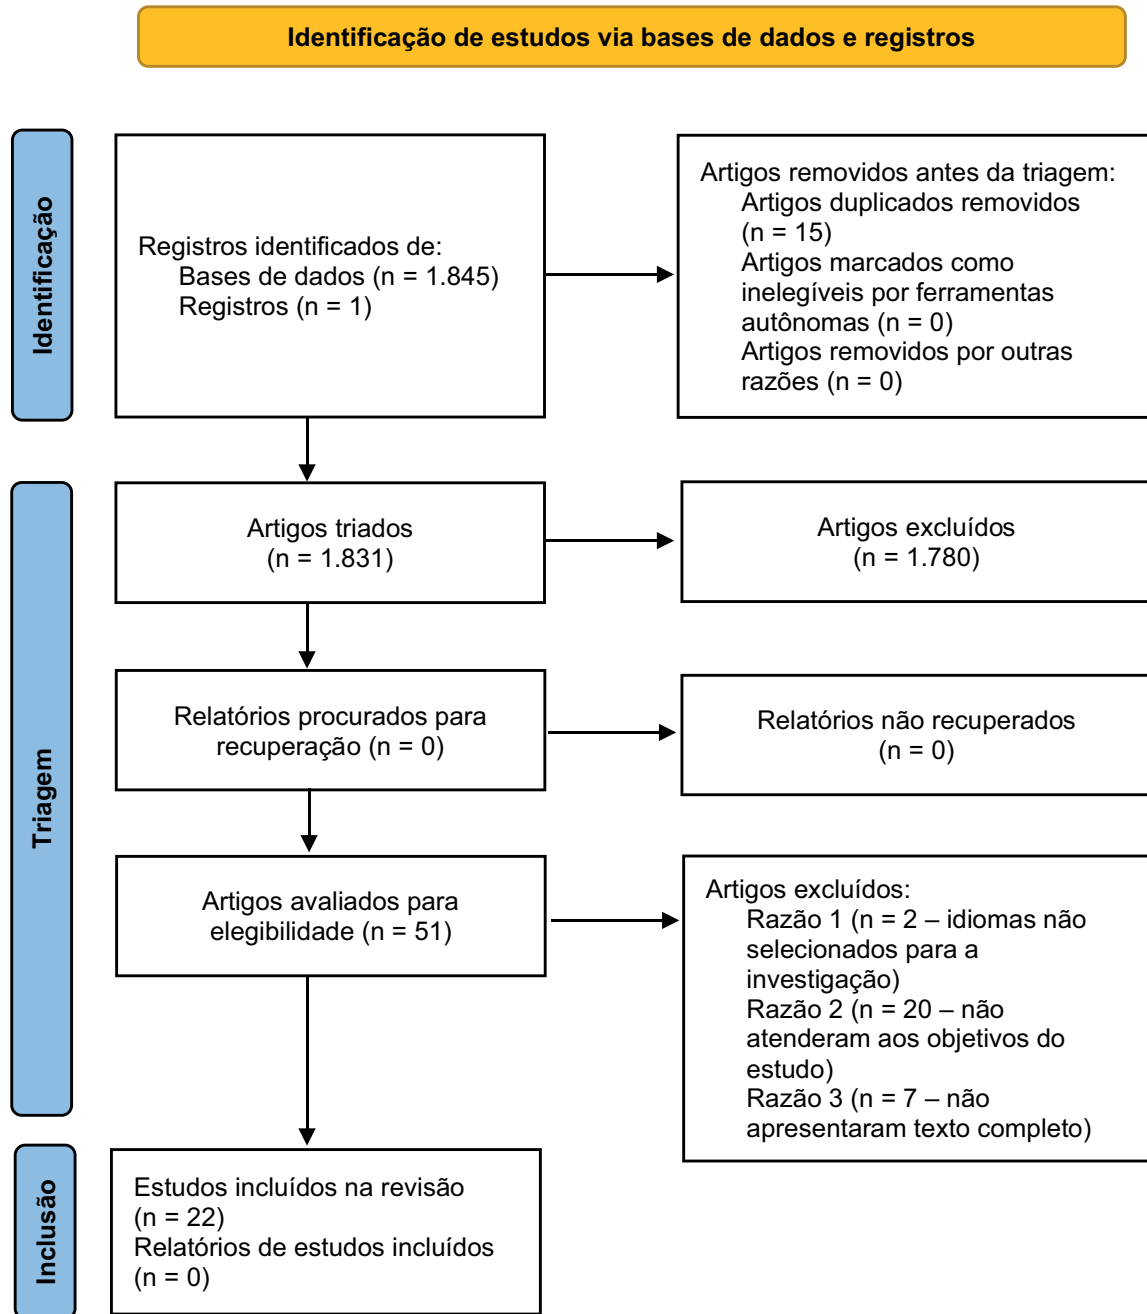 Identificação de estudos via bases de dados e registros
Identificação
Registros identificados de:
Bases de dados (n = 1.845)
Registros (n = 1)
Artigos removidos antes da triagem:
Artigos duplicados removidos
(n = 15)
Artigos marcados como
inelegíveis por ferramentas
autônomas (n = 0)
Artigos removidos por outras
razões (n = 0)
Triagem
Artigos triados
(n = 1.831)
Artigos excluídos
(n = 1.780)
Relatórios procurados para
recuperação (n = 0)
Relatórios não recuperados
(n = 0)
Artigos avaliados para
elegibilidade (n = 51)
Artigos excluídos:
Razão 1 (n = 2 – idiomas não
selecionados para a
investigação)
Razão 2 (n = 20 – não
atenderam aos objetivos do
estudo)
Razão 3 (n = 7 – não
apresentaram texto completo)
Inclusão
Estudos incluídos na revisão
(n = 22)
Relatórios de estudos incluídos
(n = 0)